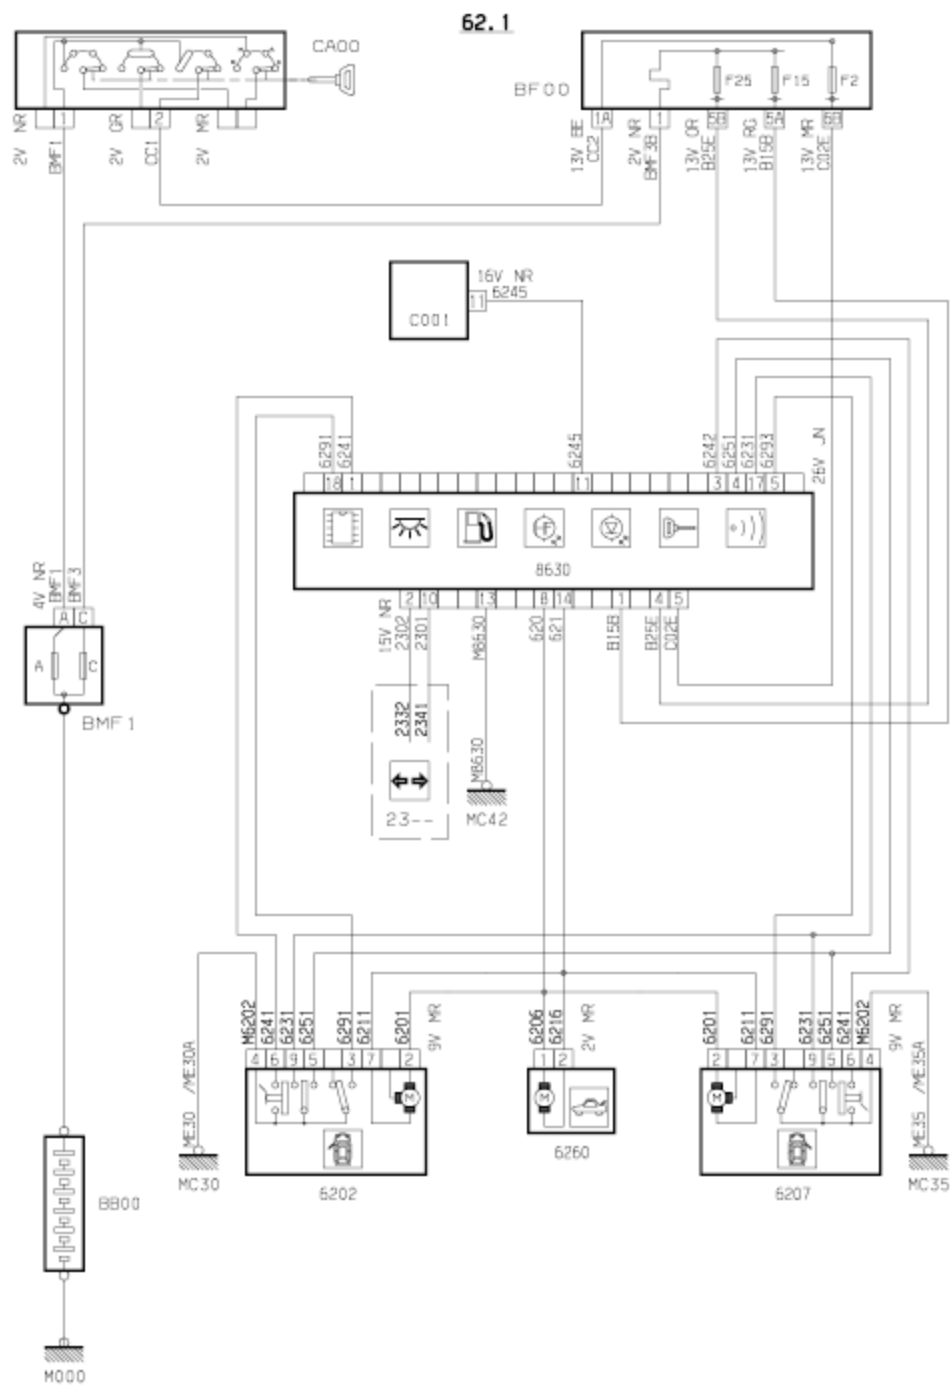 62.1
CA00
BF00
F25 F15 F2
1 2
1A 1 5B 5A 6B
2V NR
BMF1
2V GR
CC1
2V MR
13V BE
CC2
2V NR
BMF3B
13V OR
B25E
13V RG
B15B
13V MR
C02E
C001
11
16V NR
6245
6291
6241
6245
6242
6251
6231
6293
26V JN
18 1 11 3 4 17 5
8630
2 10 13 8 14 1 4 5
15V NR
2302
2301
M8630
620
621
B15B
B25E
C02E
4V NR
BMF1
BMF3
A C
A C
BMF1
2332
2341
23--
M8630
MC42
M6202
6241
6231
6251
6291
6211
6201
9V MR
6206
6216
2V MR
6201
6211
6291
6231
6251
6241
M6202
9V MR
4 6 9 5 3 7 2
1 2
2 7 3 9 5 6 4
M
M
M
ME30 /ME30A
MC30
6202
6260
6207
ME35 /ME35A
MC35
BB00
M000